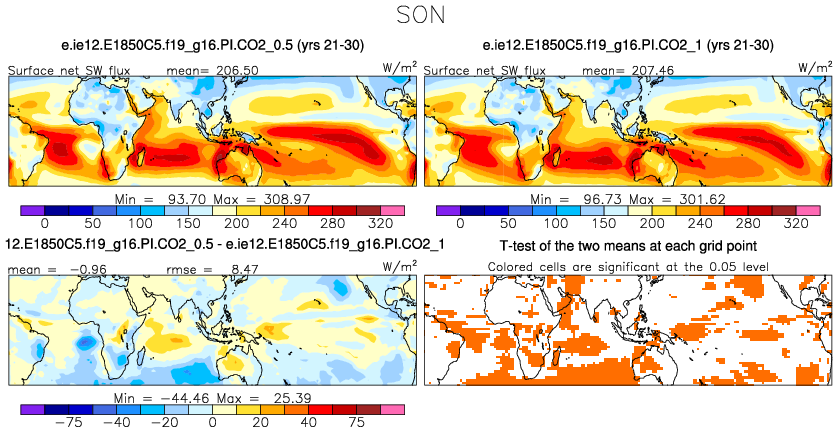 SON
e.ie12.E1850C5.f19_g16.PI.CO2_0.5 (yrs 21-30)
Surface net SW flux mean= 206.50 W/m²
Min = 93.70 Max = 308.97
0 50 100 150 200 240 280 320
e.ie12.E1850C5.f19_g16.PI.CO2_1 (yrs 21-30)
Surface net SW flux mean= 207.46 W/m²
Min = 96.73 Max = 301.62
0 50 100 150 200 240 280 320
12.E1850C5.f19_g16.PI.CO2_0.5 - e.ie12.E1850C5.f19_g16.PI.CO2_1
mean = -0.96 rmse = 8.47 W/m²
Min = -44.46 Max = 25.39
-75 -40 -20 0 20 40 75
T-test of the two means at each grid point
Colored cells are significant at the 0.05 level